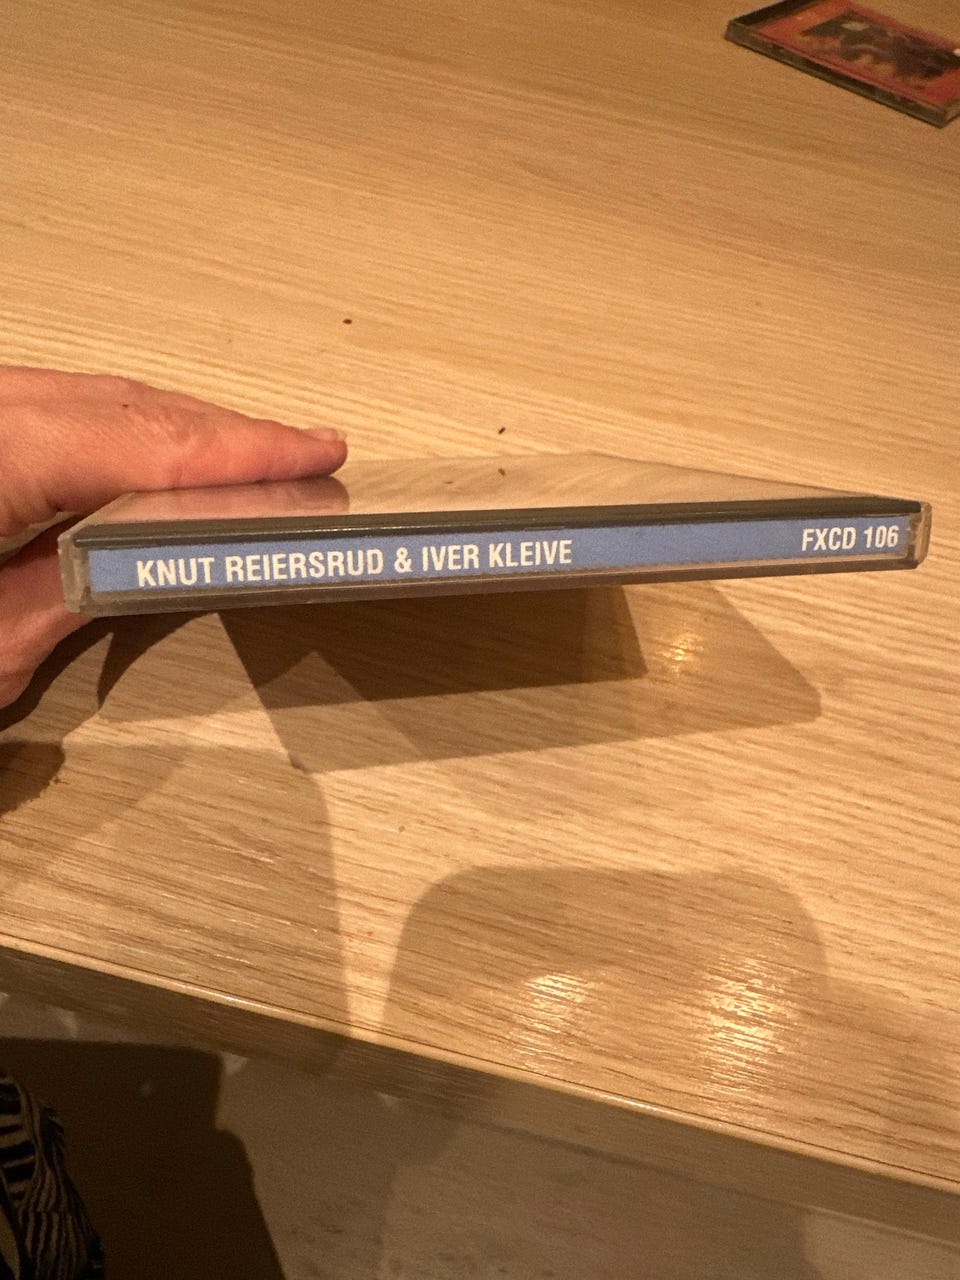 KNUT REIERSRUD & IVER KLEIVE FXCD 106